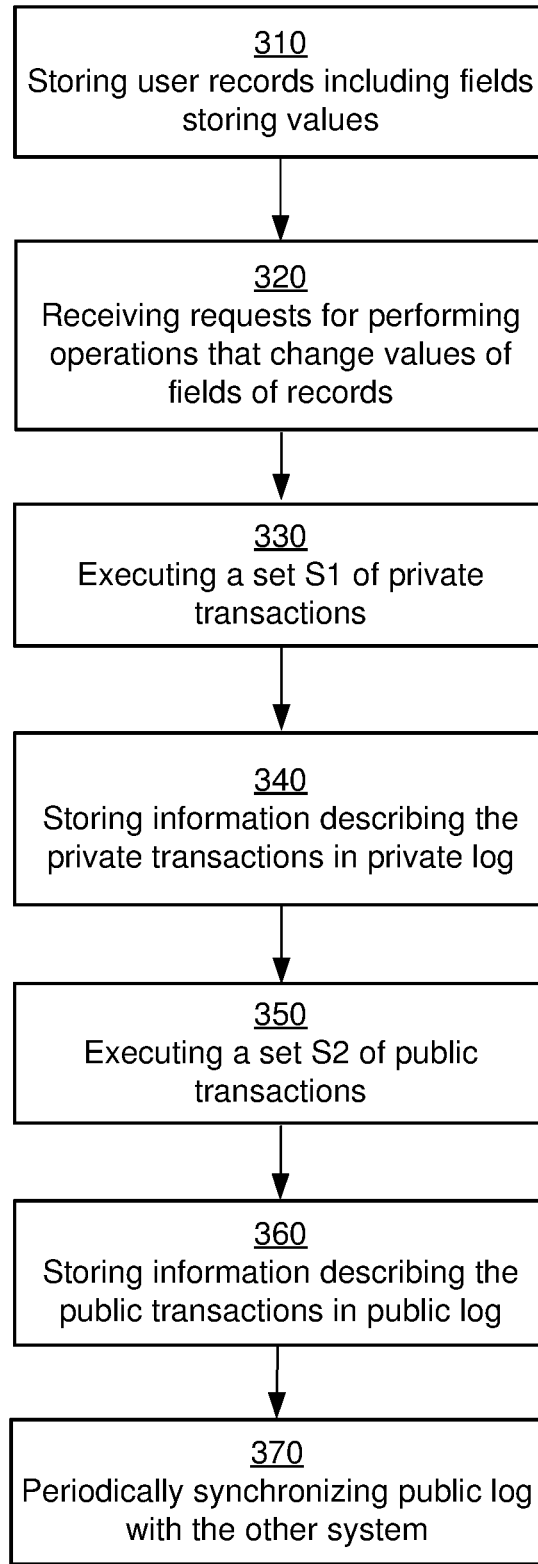 310
Storing user records including fields
storing values
320
Receiving requests for performing
operations that change values of
fields of records
330
Executing a set S1 of private
transactions
340
Storing information describing the
private transactions in private log
350
Executing a set S2 of public
transactions
360
Storing information describing the
public transactions in public log
370
Periodically synchronizing public log
with the other system